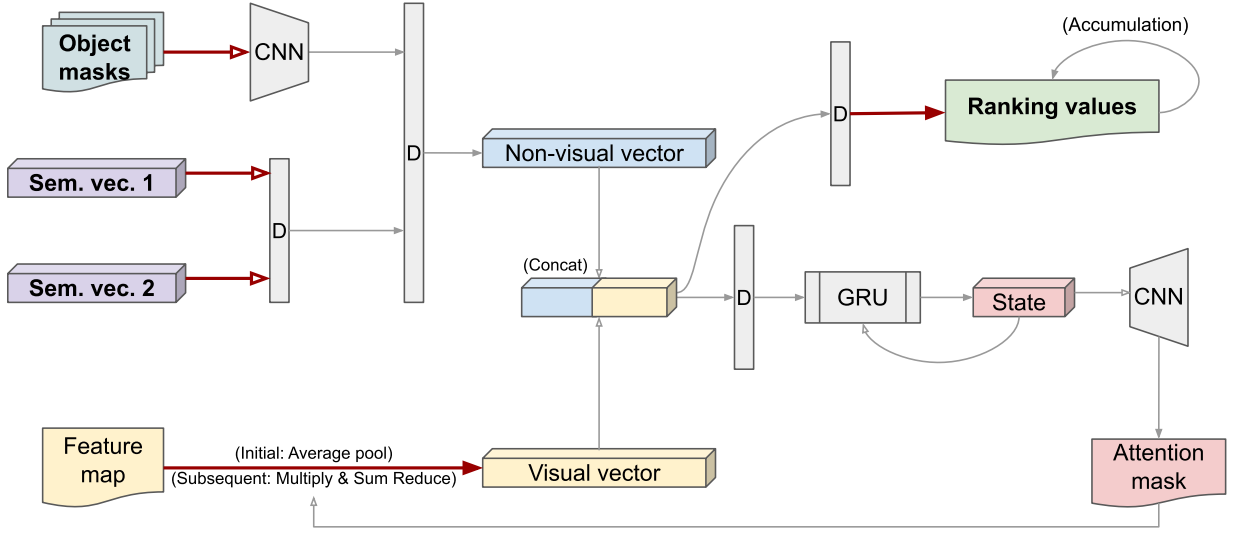 Object
masks
CNN
(Accumulation)
Ranking values
D
D
Non-visual vector
Sem. vec. 1
D
Sem. vec. 2
(Concat)
D
GRU
State
CNN
Feature
map
(Initial: Average pool)
(Subsequent: Multiply & Sum Reduce)
Visual vector
Attention
mask